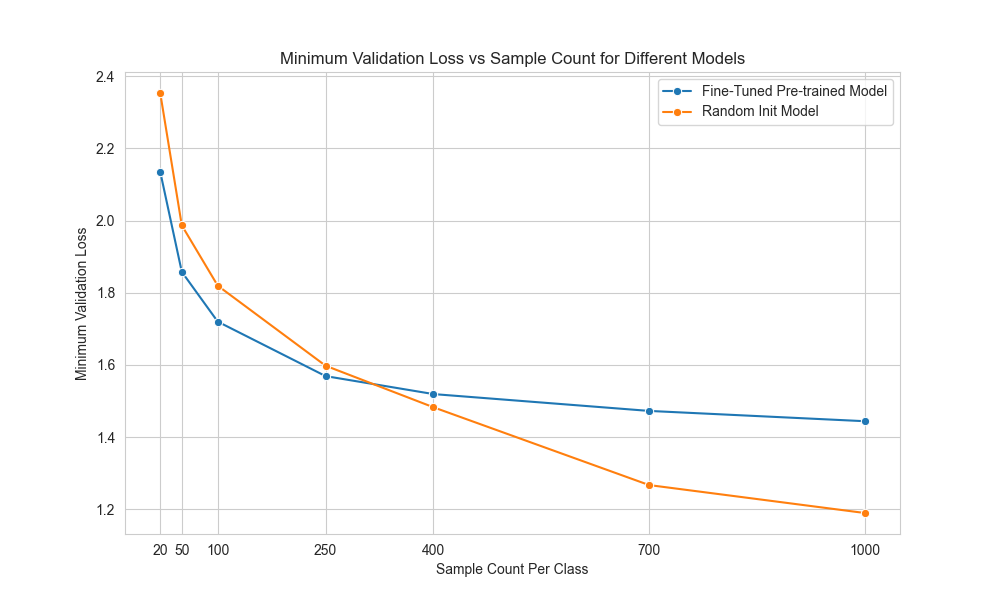 Minimum Validation Loss vs Sample Count for Different Models
Fine-Tuned Pre-trained Model
Random Init Model
Minimum Validation Loss
2.4
2.2
2.0
1.8
1.6
1.4
1.2
20 50 100 250 400 700 1000
Sample Count Per Class